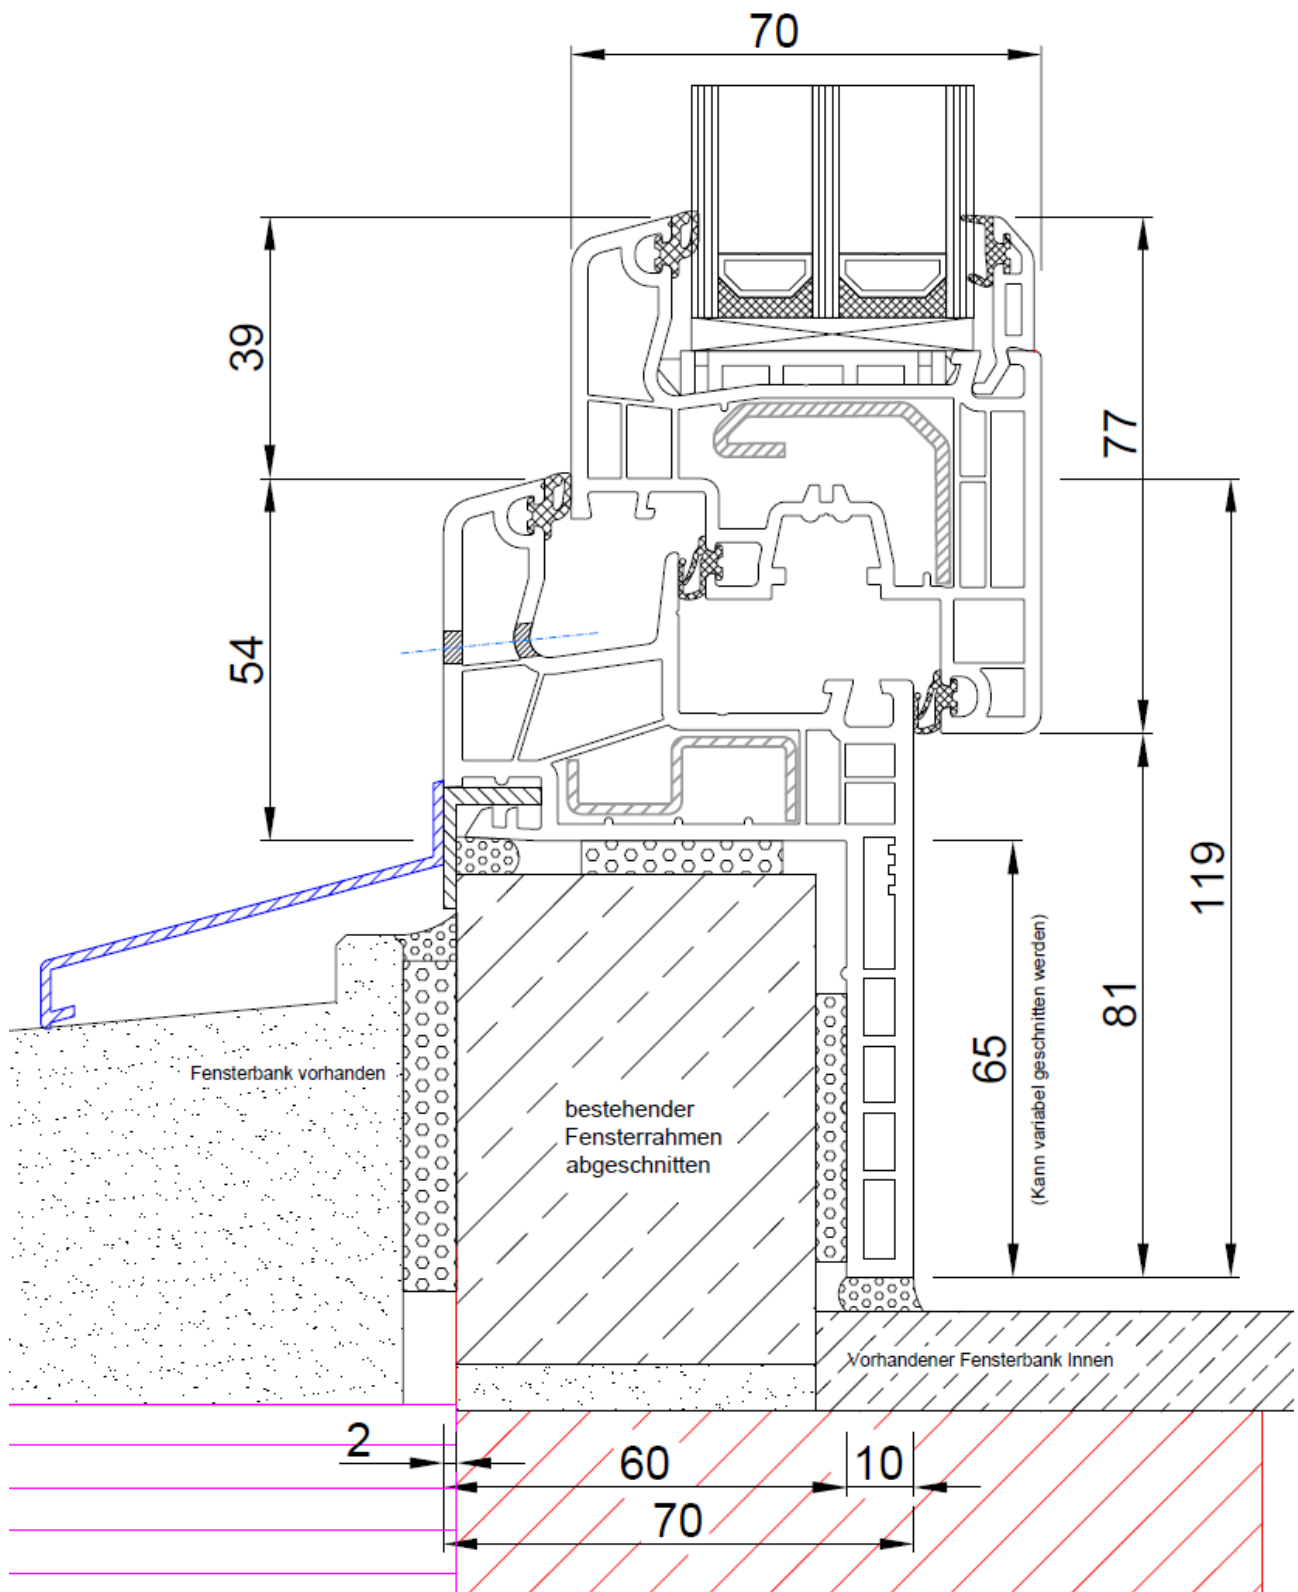 70
39
77
54
119
81
65
(Kann variabel geschnitten werden)
Fensterbank vorhanden
bestehender
Fensterrahmen
abgeschnitten
Vorhandener Fensterbank Innen
2
60
10
70